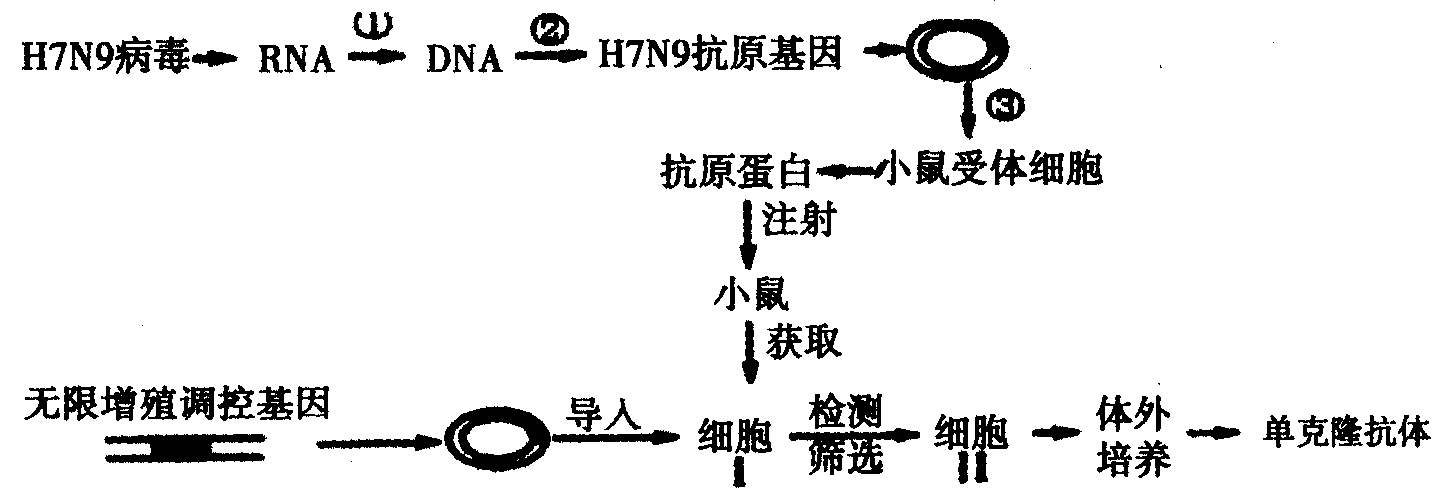 H7N9病毒 RNA ① DNA ② H7N9抗原基因
③
抗原蛋白 小鼠受体细胞
注射
小鼠
获取
无限增殖调控基因 导入 细胞 检测 细胞 体外 单克隆抗体
筛选 培养
I II